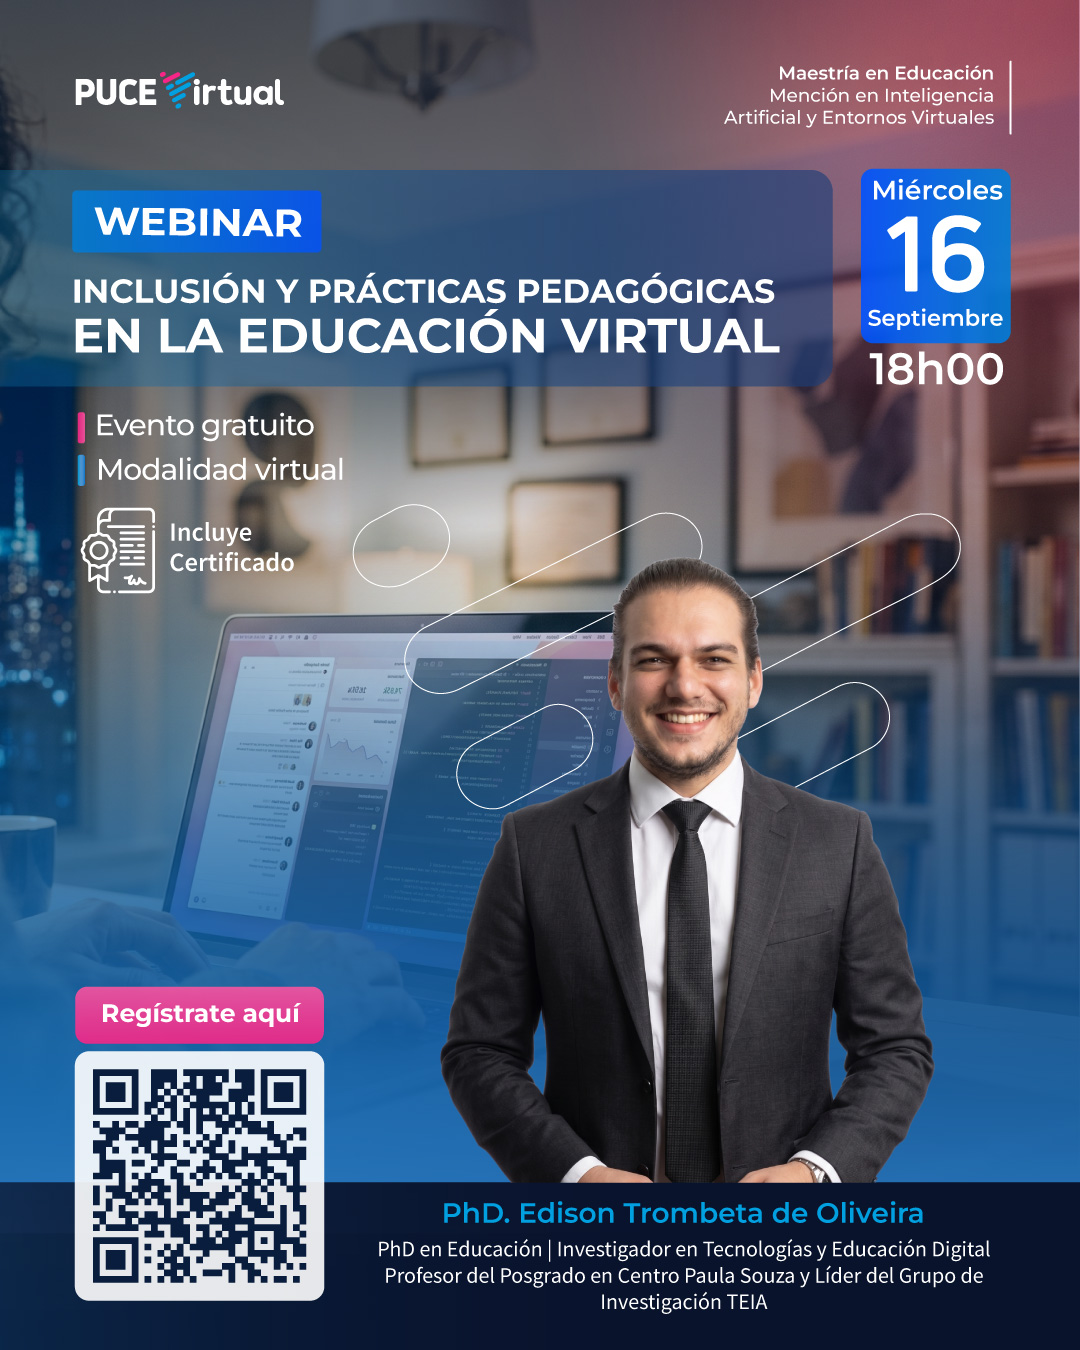 PUCE Virtual
Maestría en Educación
Mención en Inteligencia
Artificial y Entornos Virtuales
WEBINAR
INCLUSIÓN Y PRÁCTICAS PEDAGÓGICAS
EN LA EDUCACIÓN VIRTUAL
Miércoles
16
Septiembre
18h00
Evento gratuito
Modalidad virtual
Incluye
Certificado
Regístrate aquí
PhD. Edison Trombeta de Oliveira
PhD en Educación | Investigador en Tecnologías y Educación Digital
Profesor del Posgrado en Centro Paula Souza y Líder del Grupo de
Investigación TEIA